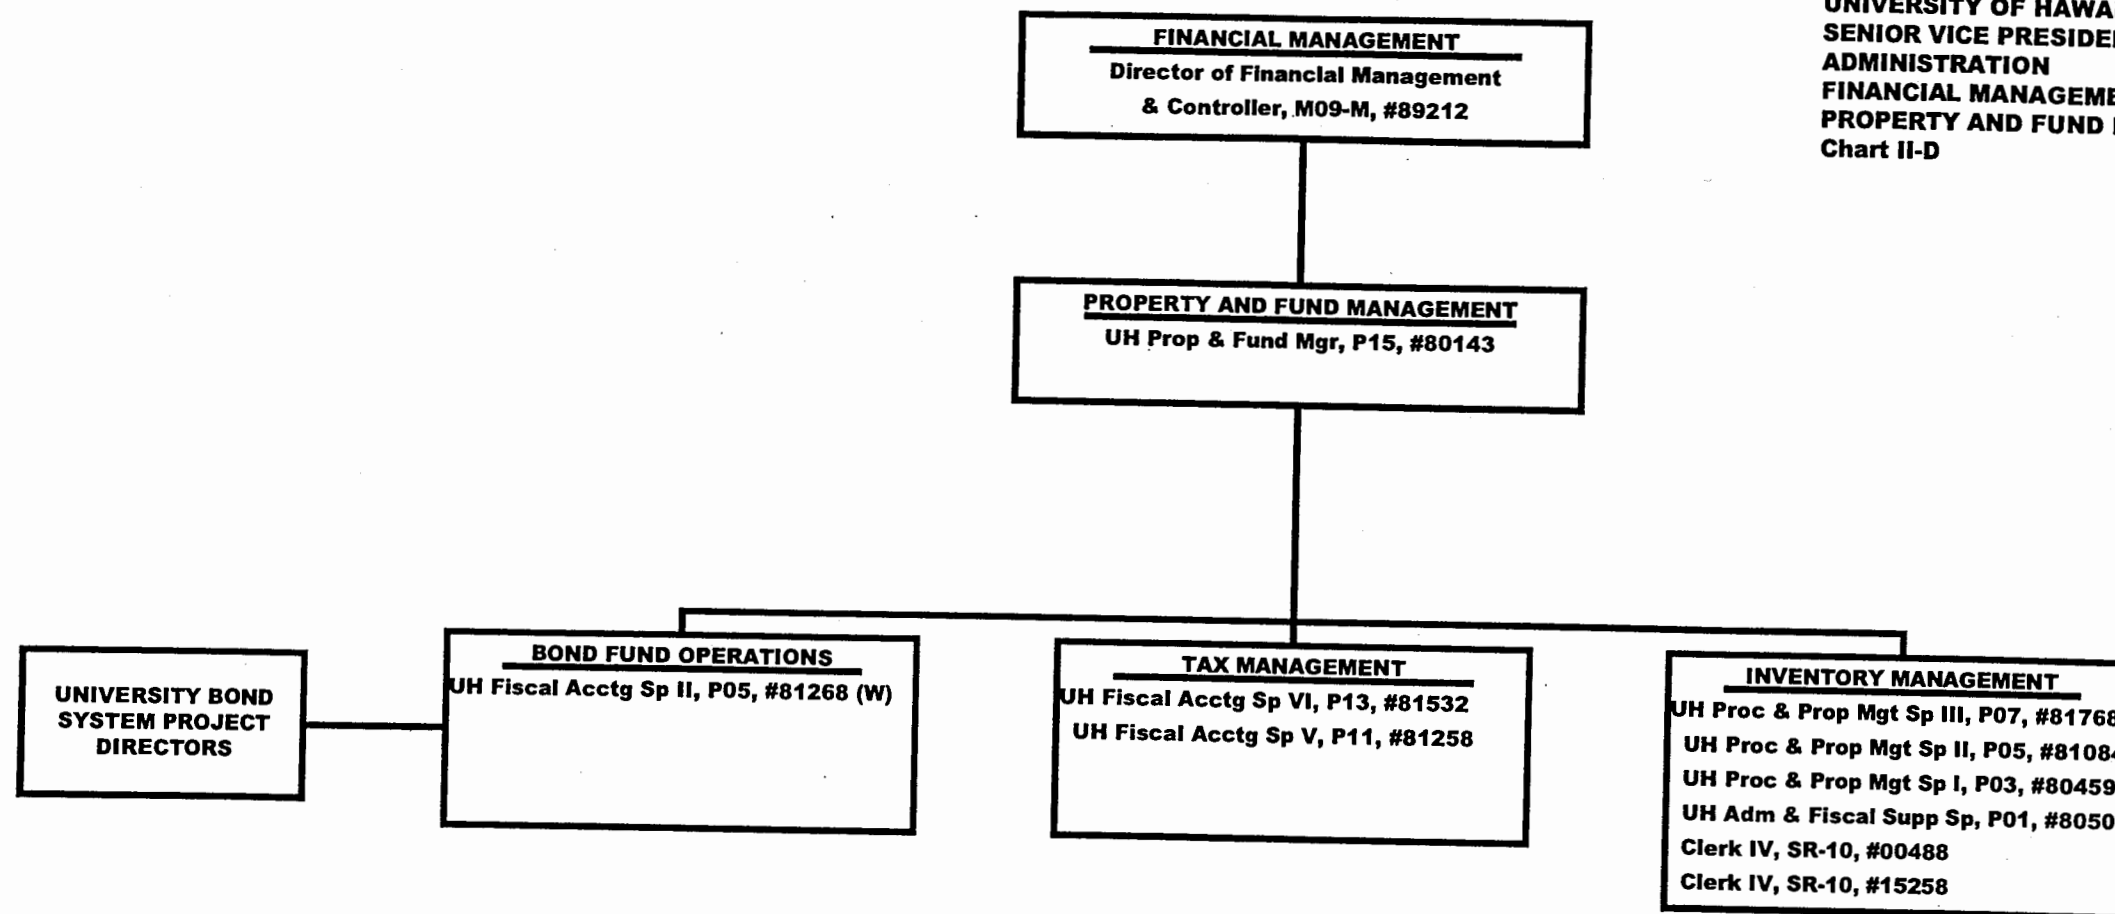 UNIVERSITY OF
SENIOR VICE
ADMINISTRATION
FINANCIAL
PROPERTY AND FUND
Chart II-D
FINANCIAL MANAGEMENT
Director of Financial Management
& Controller, M09-M, #89212
PROPERTY AND FUND MANAGEMENT
UH Prop & Fund Mgr, P15, #80143
UNIVERSITY BOND
SYSTEM PROJECT
DIRECTORS
BOND FUND OPERATIONS
UH Fiscal Acctg Sp II, P05, #81268 (W)
TAX MANAGEMENT
UH Fiscal Acctg Sp VI, P13, #81532
UH Fiscal Acctg Sp V, P11, #81258
INVENTORY MANAGEMENT
UH Proc & Prop Mgt Sp III, P07, #81768
UH Proc & Prop Mgt Sp II, P05,
UH Proc & Prop Mgt Sp I, P03, #80459
UH Adm & Fiscal Supp Sp, P01,
Clerk IV, SR-10, #00488
Clerk IV, SR-10, #15258